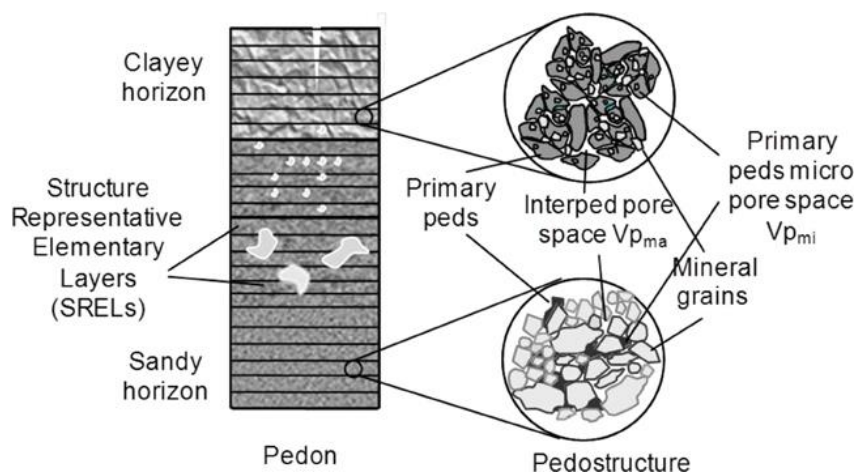 Clayey
horizon
Structure
Representative
Elementary
Layers
(SRELs)
Sandy
horizon
Pedon
Primary
peds
Interped pore
space Vpma
Primary
peds micro
pore space
Vpmi
Mineral
grains
Pedostructure